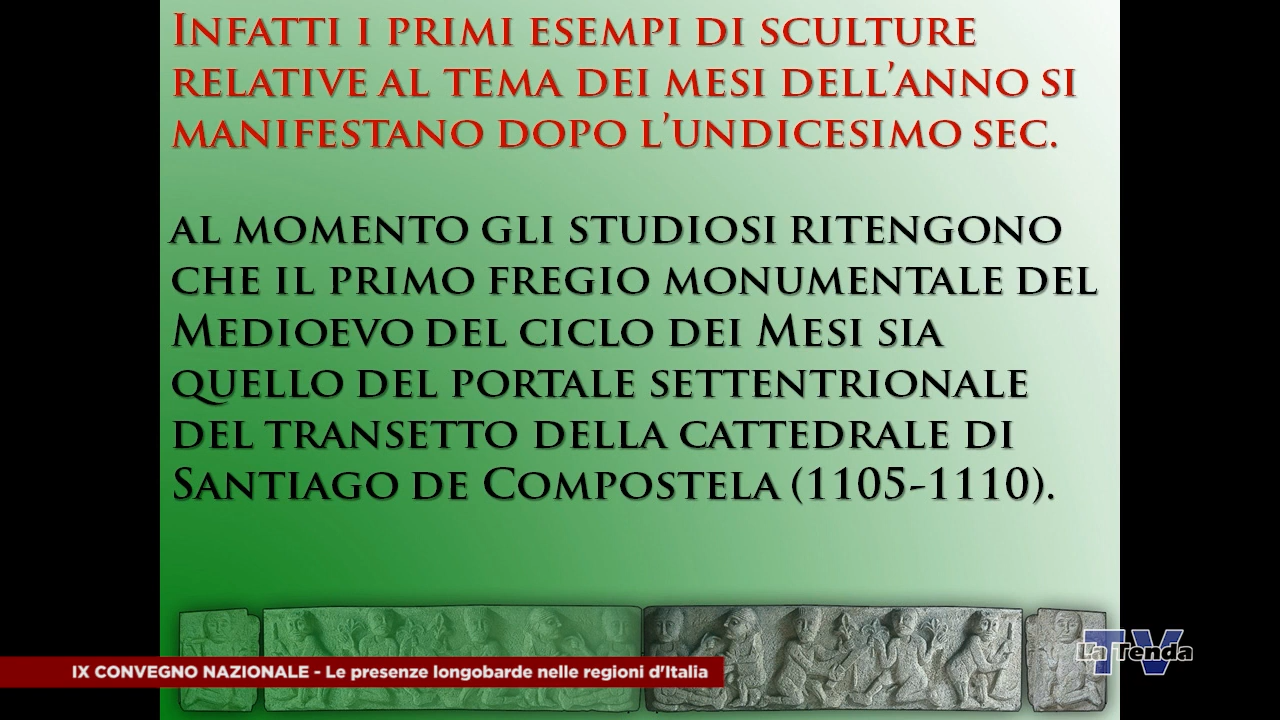 Infatti i primi esempi di sculture
relative al tema dei mesi dell'anno si
manifestano dopo l'undicesimo sec.
al momento gli studiosi ritengono
che il primo fregio monumentale del
Medioevo del ciclo dei Mesi sia
quello del portale settentrionale
del transetto della cattedrale di
Santiago de Compostela (1105-1110).
TV
La Tenda
IX CONVEGNO NAZIONALE - Le presenze longobarde nelle regioni d'Italia